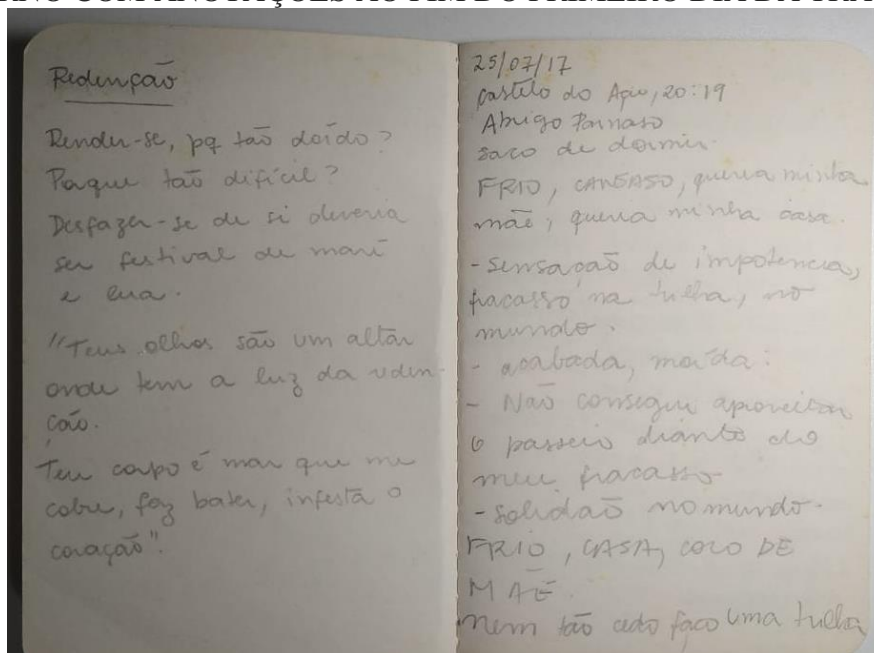 Redenção
Render-se, pq tão doído?
Porque tão difícil?
Desfazer-se de si deveria
ser festival de maré
e lua.
"Teus olhos são um altar
onde tem a luz da reden-
ção.
Teu corpo é mar que me
cobre, faz bater, infesta o
coração".
25/07/17
Castelo do Açu, 20:19
Abrigo Parnaso
saco de dormir
FRIO, CANSASO, queria minha
mãe, queria minha casa.
- sensação de impotencia,
fracasso na trilha, no
mundo.
- acabada, moída.
- Não consegui aproveitar
o passeio diante do
meu fracasso
- solidão no mundo.
FRIO, CASA, COLO DE
MÃE.
nem tão cedo faço uma trilha